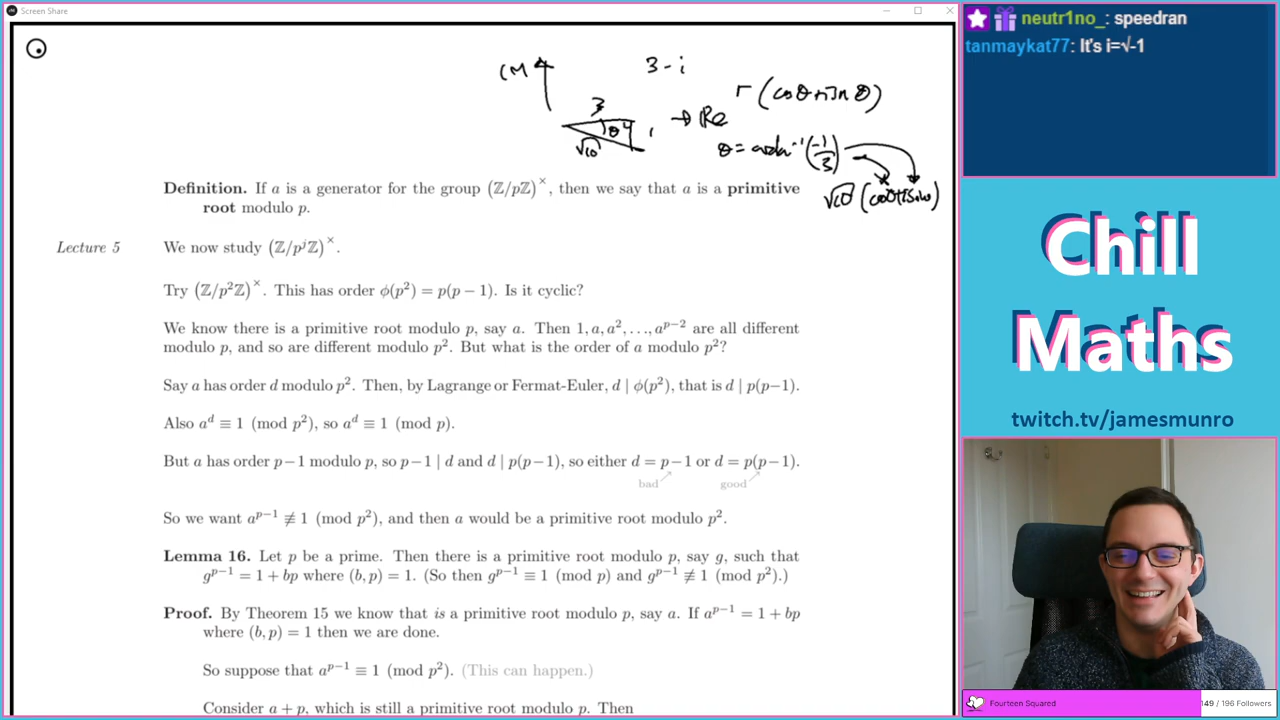 Screen Share
IM
3 - i
r (cosθ+isin θ)
3
θ
1
→ Re
√10
θ =
(-1/3)
√10
Definition. If a is a generator for the group (ℤ/pℤ)^×, then we say that a is a primitive
root modulo p.
Lecture 5
We now study (ℤ/p^jℤ)^×.
Try (ℤ/p²ℤ)^×. This has order ϕ(p²) = p(p − 1). Is it cyclic?
We know there is a primitive root modulo p, say a. Then 1, a, a², . . . , a^{p−2} are all different
modulo p, and so are different modulo p². But what is the order of a modulo p²?
Say a has order d modulo p². Then, by Lagrange or Fermat-Euler, d | ϕ(p²), that is d | p(p−1).
Also a^d ≡ 1 (mod p²), so a^d ≡ 1 (mod p).
But a has order p−1 modulo p, so p−1 | d and d | p(p−1), so either d = p−1 or d = p(p−1).
bad↗ good↗
So we want a^{p−1} ≢ 1 (mod p²), and then a would be a primitive root modulo p².
Lemma 16. Let p be a prime. Then there is a primitive root modulo p, say g, such that
g^{p−1} = 1 + bp where (b, p) = 1. (So then g^{p−1} ≡ 1 (mod p) and g^{p−1} ≢ 1 (mod p²).)
Proof. By Theorem 15 we know that is a primitive root modulo p, say a. If a^{p−1} = 1 + bp
where (b, p) = 1 then we are done.
So suppose that a^{p−1} ≡ 1 (mod p²). (This can happen.)
Consider a + p, which is still a primitive root modulo p. Then
neutr1no_: speedran
tanmaykat77: It's i=√-1
Chill
Maths
twitch.tv/jamesmunro
Fourteen Squared
149 / 196 Followers